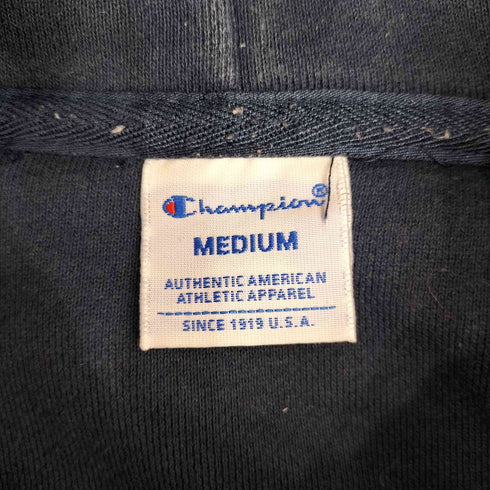 Champion®
MEDIUM
AUTHENTIC AMERICAN
ATHLETIC APPAREL
SINCE 1919 U.S.A.